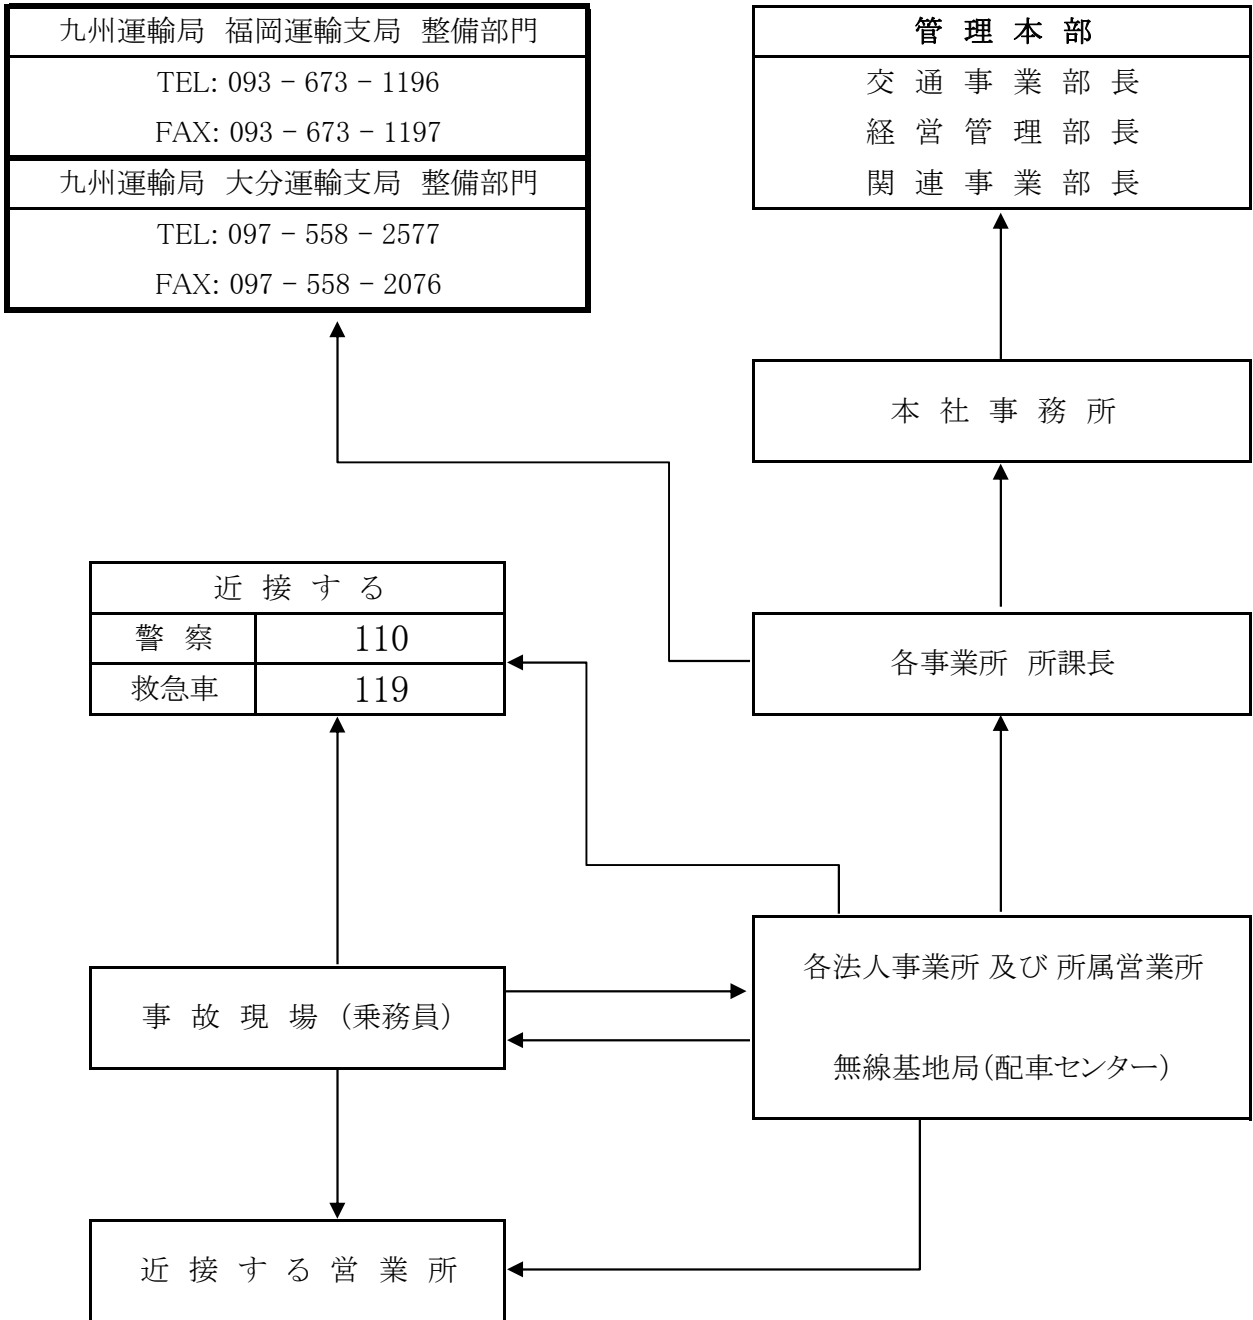 九州運輸局 福岡運輸支局 整備部門
TEL: 093 − 673 − 1196
FAX: 093 − 673 − 1197
九州運輸局 大分運輸支局 整備部門
TEL: 097 − 558 − 2577
FAX: 097 − 558 − 2076
管理本部
交通事業部長
経営管理部長
関連事業部長
本社事務所
近接する
警察 110
救急車 119
各事業所 所課長
事故現場（乗務員）
各法人事業所 及び 所属営業所
無線基地局（配車センター）
近接する営業所